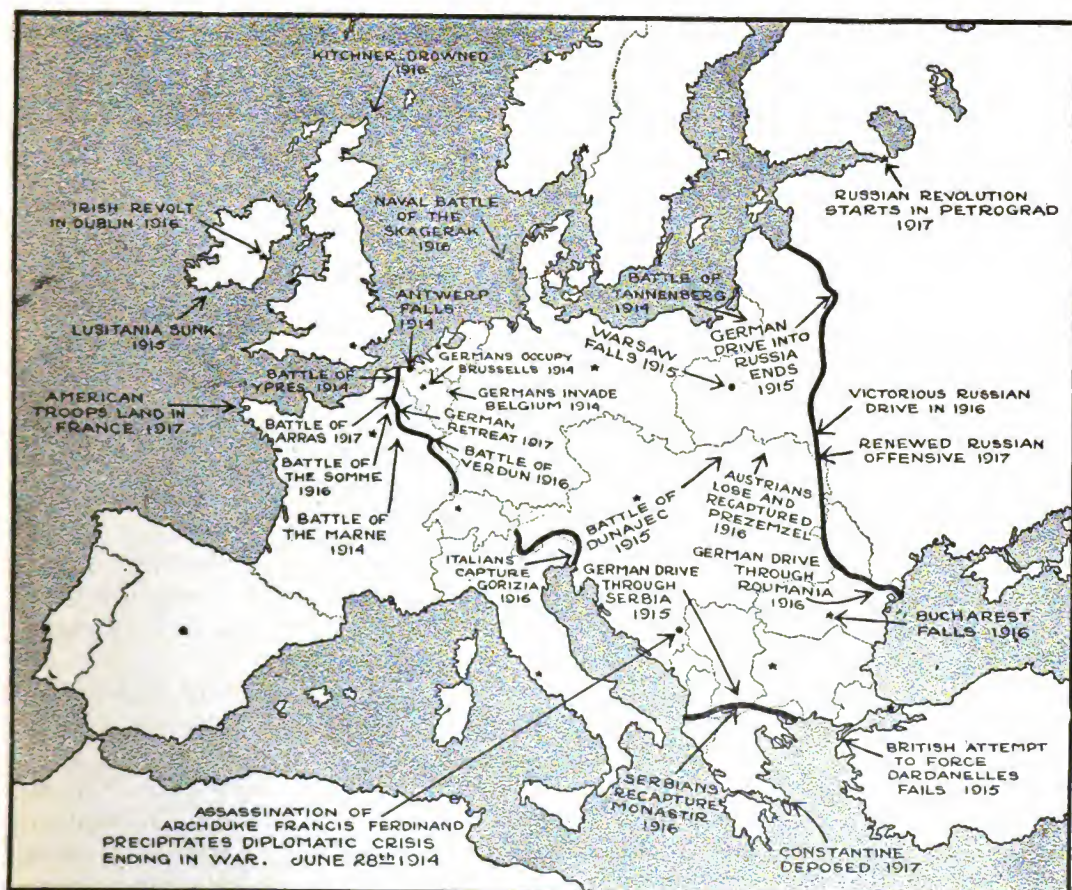 KITCHNER DROWNED
1916
IRISH REVOLT
IN DUBLIN 1916
NAVAL BATTLE
OF THE
SKAGERAK
1916
RUSSIAN REVOLUTION
STARTS IN PETROGRAD
1917
LUSITANIA SUNK
1915
ANTWERP
FALLS
1914
BATTLE OF
TANNENBERG
1914
WARSAW
FALLS 1915
GERMAN
DRIVE INTO
RUSSIA
ENDS
1915
BATTLE OF
YPRES 1914
GERMANS OCCUPY
BRUSSELLS 1914
GERMANS INVADE
BELGIUM 1914
AMERICAN
TROOPS LAND IN
FRANCE 1917
BATTLE OF
ARRAS 1917
GERMAN
RETREAT 1917
BATTLE OF
VERDUN 1916
BATTLE OF
THE SOMME
1916
BATTLE OF
THE MARNE
1914
VICTORIOUS RUSSIAN
DRIVE IN 1916
RENEWED RUSSIAN
OFFENSIVE 1917
BATTLE OF
DUNAJEC
1915
AUSTRIANS
LOSE AND
RECAPTURED
PREZEMZEL
1916
ITALIANS
CAPTURE
GORIZIA
1916
GERMAN DRIVE
THROUGH
SERBIA
1915
GERMAN DRIVE
THROUGH
ROUMANIA
1916
BUCHAREST
FALLS 1916
BRITISH ATTEMPT
TO FORCE
DARDANELLES
FAILS 1915
SERBIANS
RECAPTURE
MONASTIR
1916
ASSASSINATION OF
ARCHDUKE FRANCIS FERDINAND
PRECIPITATES DIPLOMATIC CRISIS
ENDING IN WAR. JUNE 28th 1914
CONSTANTINE
DEPOSED 1917